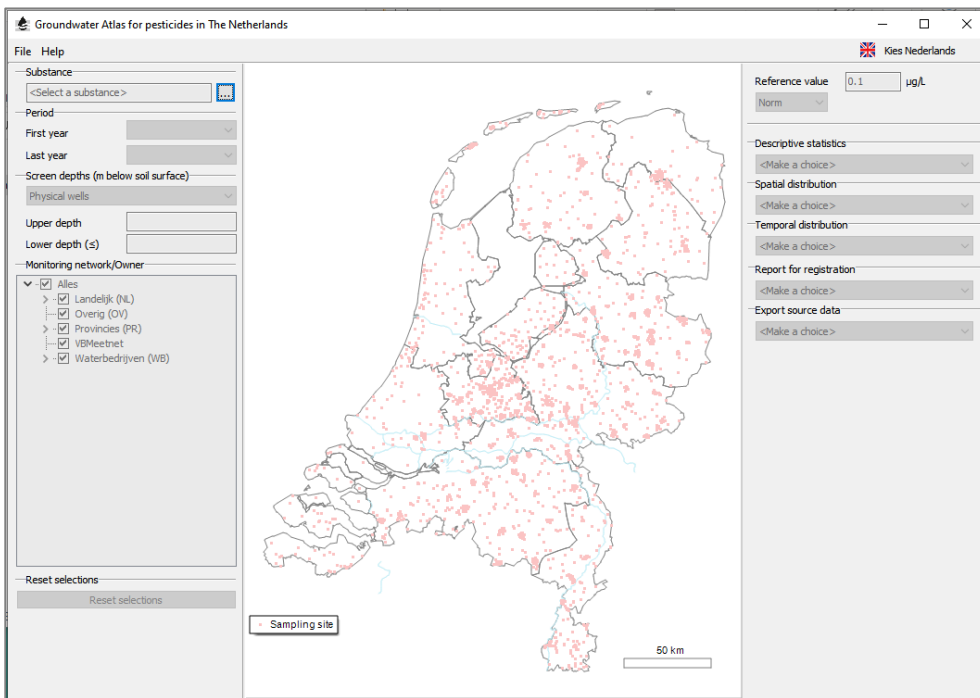 Groundwater Atlas for pesticides in The Netherlands
File Help
Kies Nederlands
Substance
<Select a substance>
...
Period
First year
Last year
Screen depths (m below soil surface)
Physical wells
Upper depth
Lower depth (≤)
Monitoring network/Owner
Alles
Landelijk (NL)
Overig (OV)
Provincies (PR)
VBMeetnet
Waterbedrijven (WB)
Reset selections
Reset selections
Sampling site
50 km
Reference value 0.1 µg/L
Norm
Descriptive statistics
<Make a choice>
Spatial distribution
<Make a choice>
Temporal distribution
<Make a choice>
Report for registration
<Make a choice>
Export source data
<Make a choice>